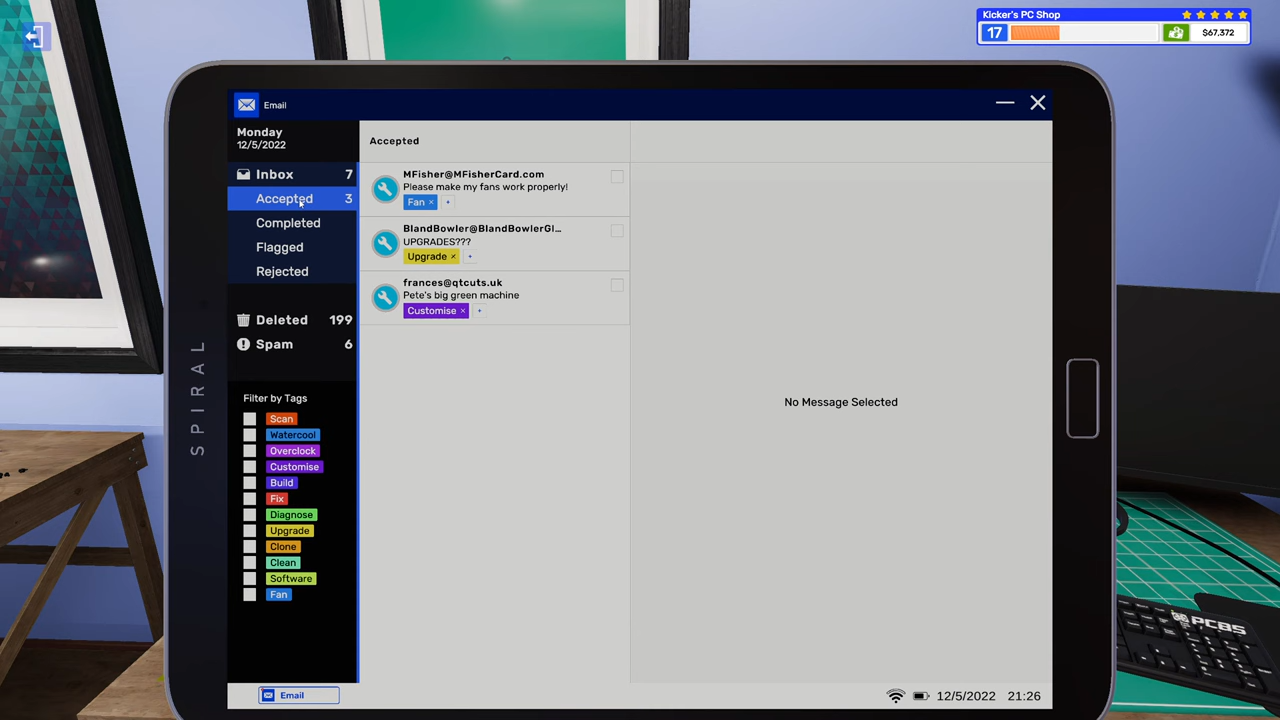 Kicker's PC Shop
17
$67,372
Email
Monday
12/5/2022
Inbox 7
Accepted 3
Completed
Flagged
Rejected
Deleted 199
Spam 6
Filter by Tags
Scan
Watercool
Overclock
Customise
Build
Fix
Diagnose
Upgrade
Clone
Clean
Software
Fan
Accepted
MFisher@MFisherCard.com
Please make my fans work properly!
Fan × +
BlandBowler@BlandBowlerGl...
UPGRADES???
Upgrade × +
frances@qtcuts.uk
Pete's big green machine
Customise × +
No Message Selected
SPIRAL
Email
12/5/2022 21:26
PCBS